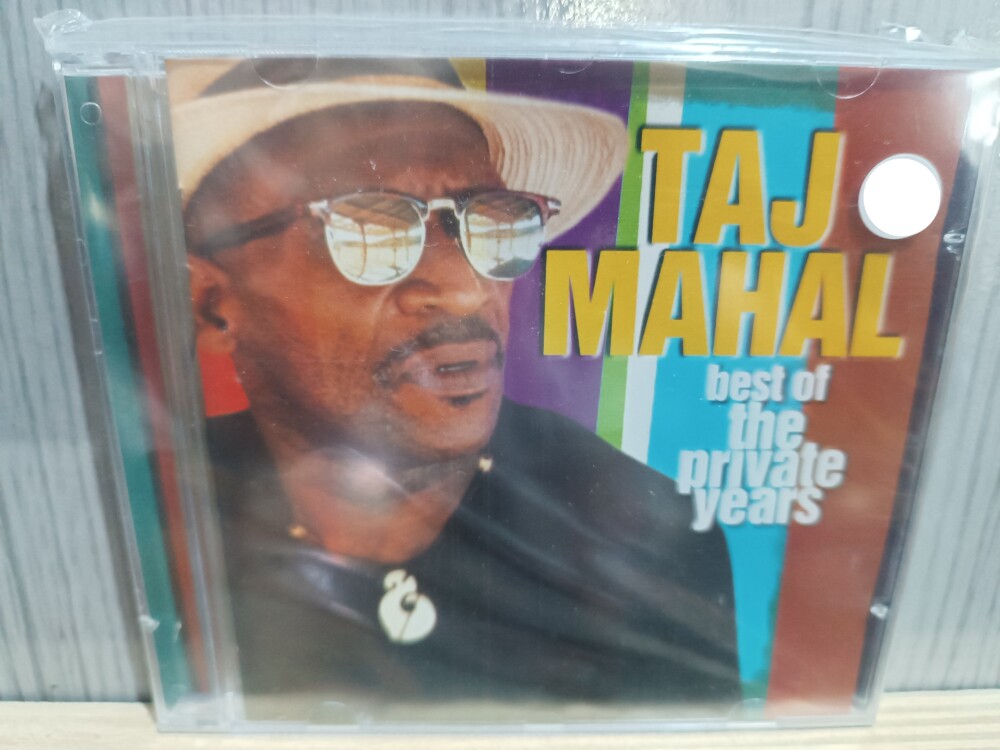 TAJ
MAHAL
best of
the
private
years